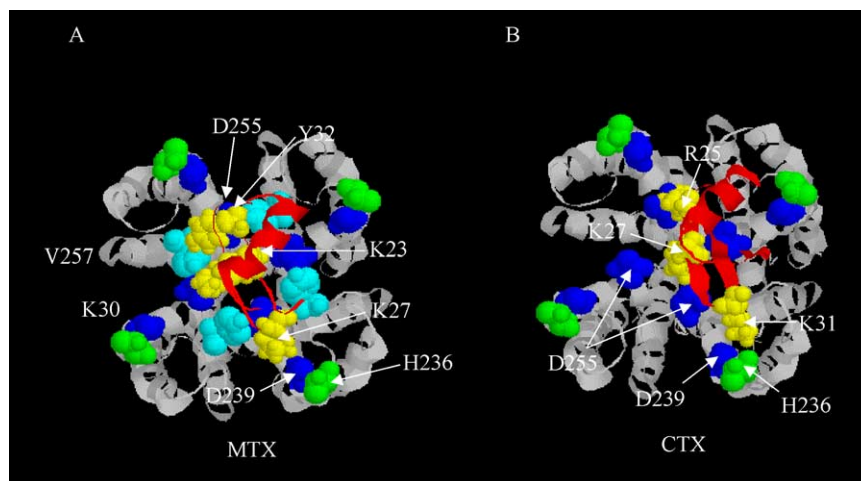 A
D255
Y32
V257
K23
K30
K27
D239
H236
MTX
B
R25
K27
K31
D255
D239
H236
CTX